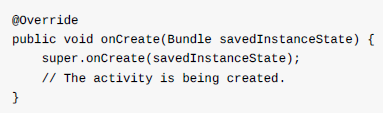 @Override
public void onCreate(Bundle savedInstanceState) {
    super.onCreate(savedInstanceState);
    // The activity is being created.
}